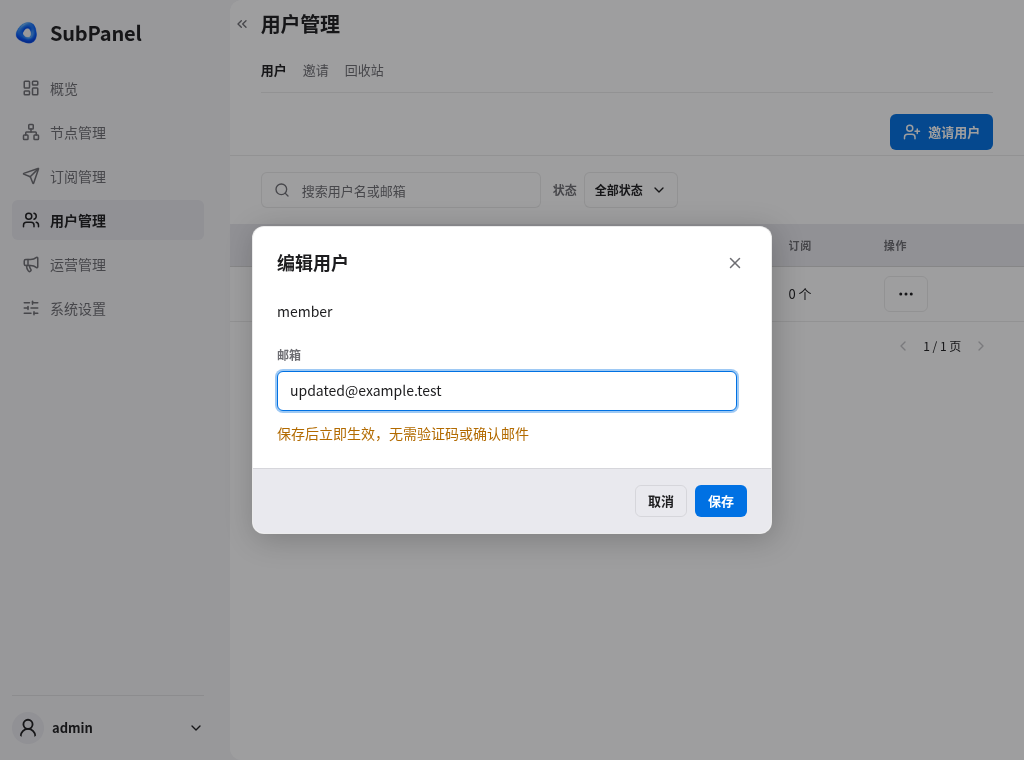 SubPanel
概览
节点管理
订阅管理
用户管理
运营管理
系统设置
admin
用户管理
用户 邀请 回收站
邀请用户
搜索用户名或邮箱 状态 全部状态
订阅 操作
0 个
1 / 1 页
编辑用户
member
邮箱
updated@example.test
保存后立即生效，无需验证码或确认邮件
取消 保存